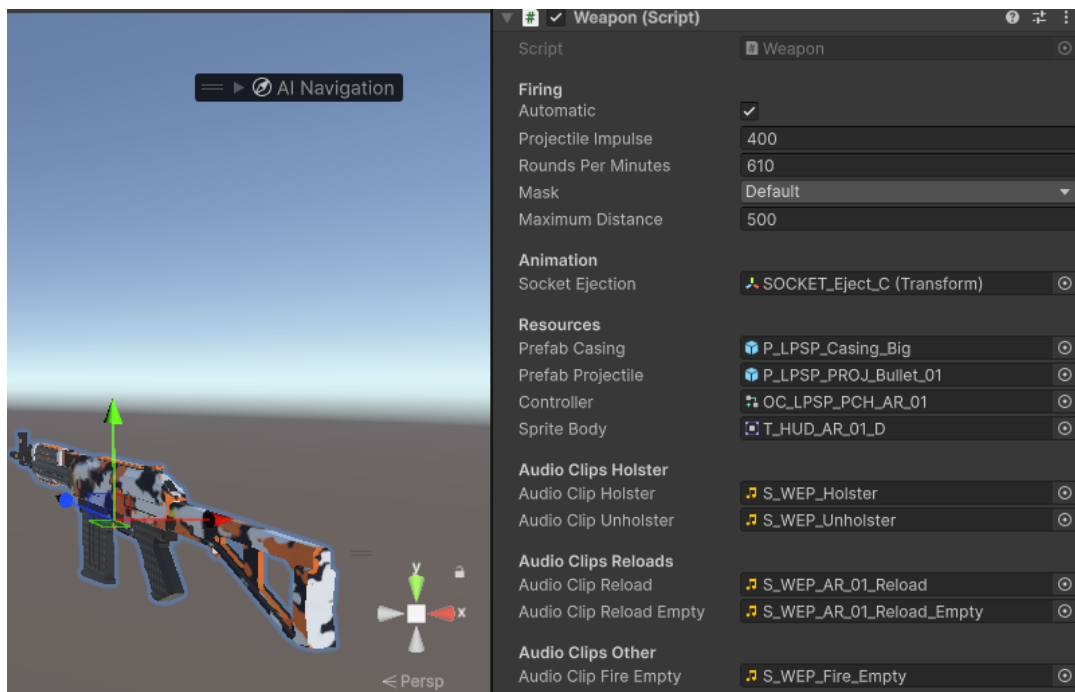 AI Navigation
y
x
Persp
Weapon (Script)
Script Weapon
Firing
Automatic
Projectile Impulse 400
Rounds Per Minutes 610
Mask Default
Maximum Distance 500
Animation
Socket Ejection SOCKET_Eject_C (Transform)
Resources
Prefab Casing P_LPSP_Casing_Big
Prefab Projectile P_LPSP_PROJ_Bullet_01
Controller OC_LPSP_PCH_AR_01
Sprite Body T_HUD_AR_01_D
Audio Clips Holster
Audio Clip Holster S_WEP_Holster
Audio Clip Unholster S_WEP_Unholster
Audio Clips Reloads
Audio Clip Reload S_WEP_AR_01_Reload
Audio Clip Reload Empty S_WEP_AR_01_Reload_Empty
Audio Clips Other
Audio Clip Fire Empty S_WEP_Fire_Empty